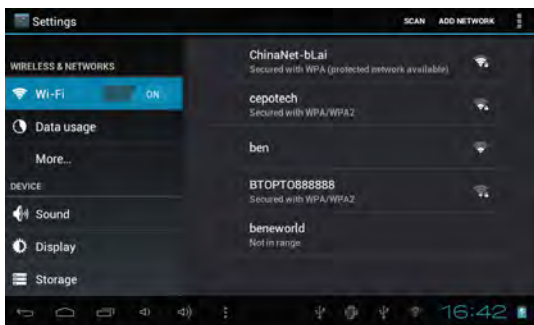 Settings
SCAN
ADD NETWORK
WIRELESS & NETWORKS
Wi-Fi
ON
Data usage
More...
DEVICE
Sound
Display
Storage
ChinaNet-bLai
Secured with WPA (protected network available)
cepotech
Secured with WPA/WPA2
ben
BTOPTO888888
Secured with WPA/WPA2
beneworld
Not in range
16:42